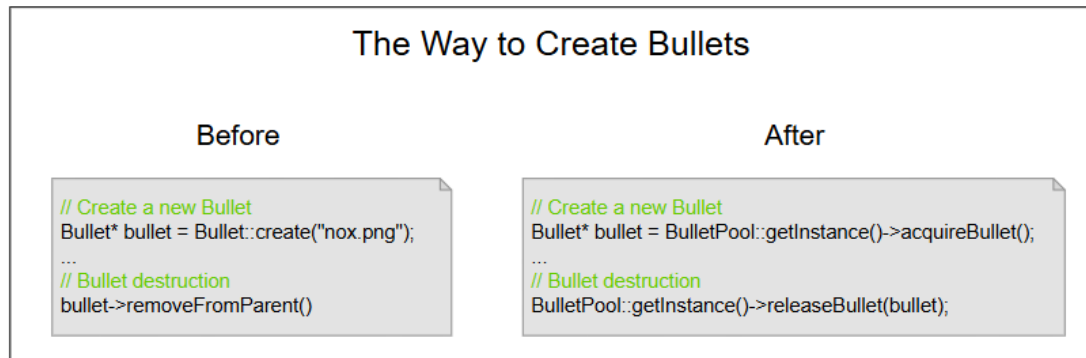 The Way to Create Bullets
Before
// Create a new Bullet
Bullet* bullet = Bullet::create("nox.png");
...
// Bullet destruction
bullet->removeFromParent()
After
// Create a new Bullet
Bullet* bullet = BulletPool::getInstance()->acquireBullet();
...
// Bullet destruction
BulletPool::getInstance()->releaseBullet(bullet);